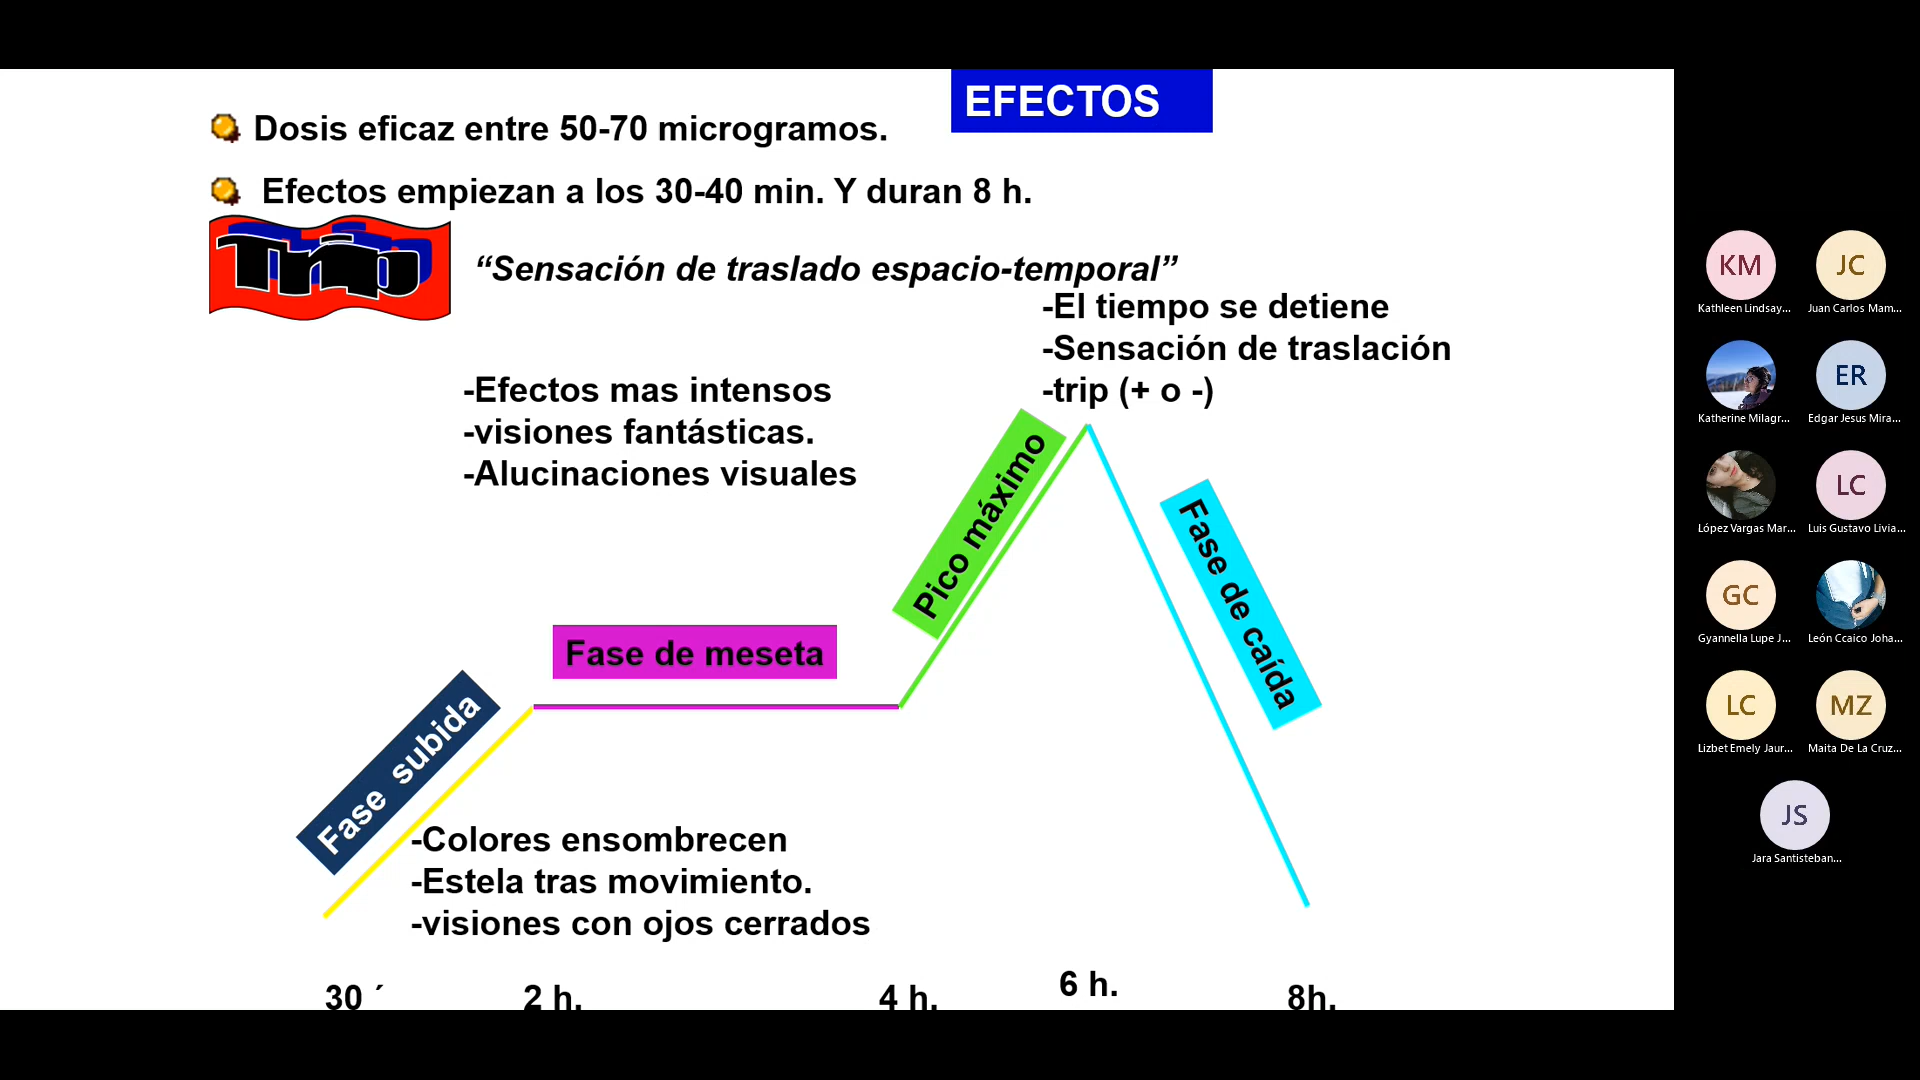 EFECTOS
Dosis eficaz entre 50-70 microgramos.
Efectos empiezan a los 30-40 min. Y duran 8 h.
Trip
“Sensación de traslado espacio-temporal”
-El tiempo se detiene
-Sensación de traslación
-trip (+ o -)
-Efectos mas intensos
-visiones fantásticas.
-Alucinaciones visuales
Pico máximo
Fase de caída
Fase de meseta
Fase subida
-Colores ensombrecen
-Estela tras movimiento.
-visiones con ojos cerrados
30 ´
2 h.
4 h.
6 h.
8h.
KM
Kathleen Lindsay...
JC
Juan Carlos Mam...
Katherine Milagr...
ER
Edgar Jesus Mira...
López Vargas Mar...
LC
Luis Gustavo Livia...
GC
Gyannella Lupe J...
León Ccaico Joha...
LC
Lizbet Emely Jaur...
MZ
Maita De La Cruz...
JS
Jara Santisteban...